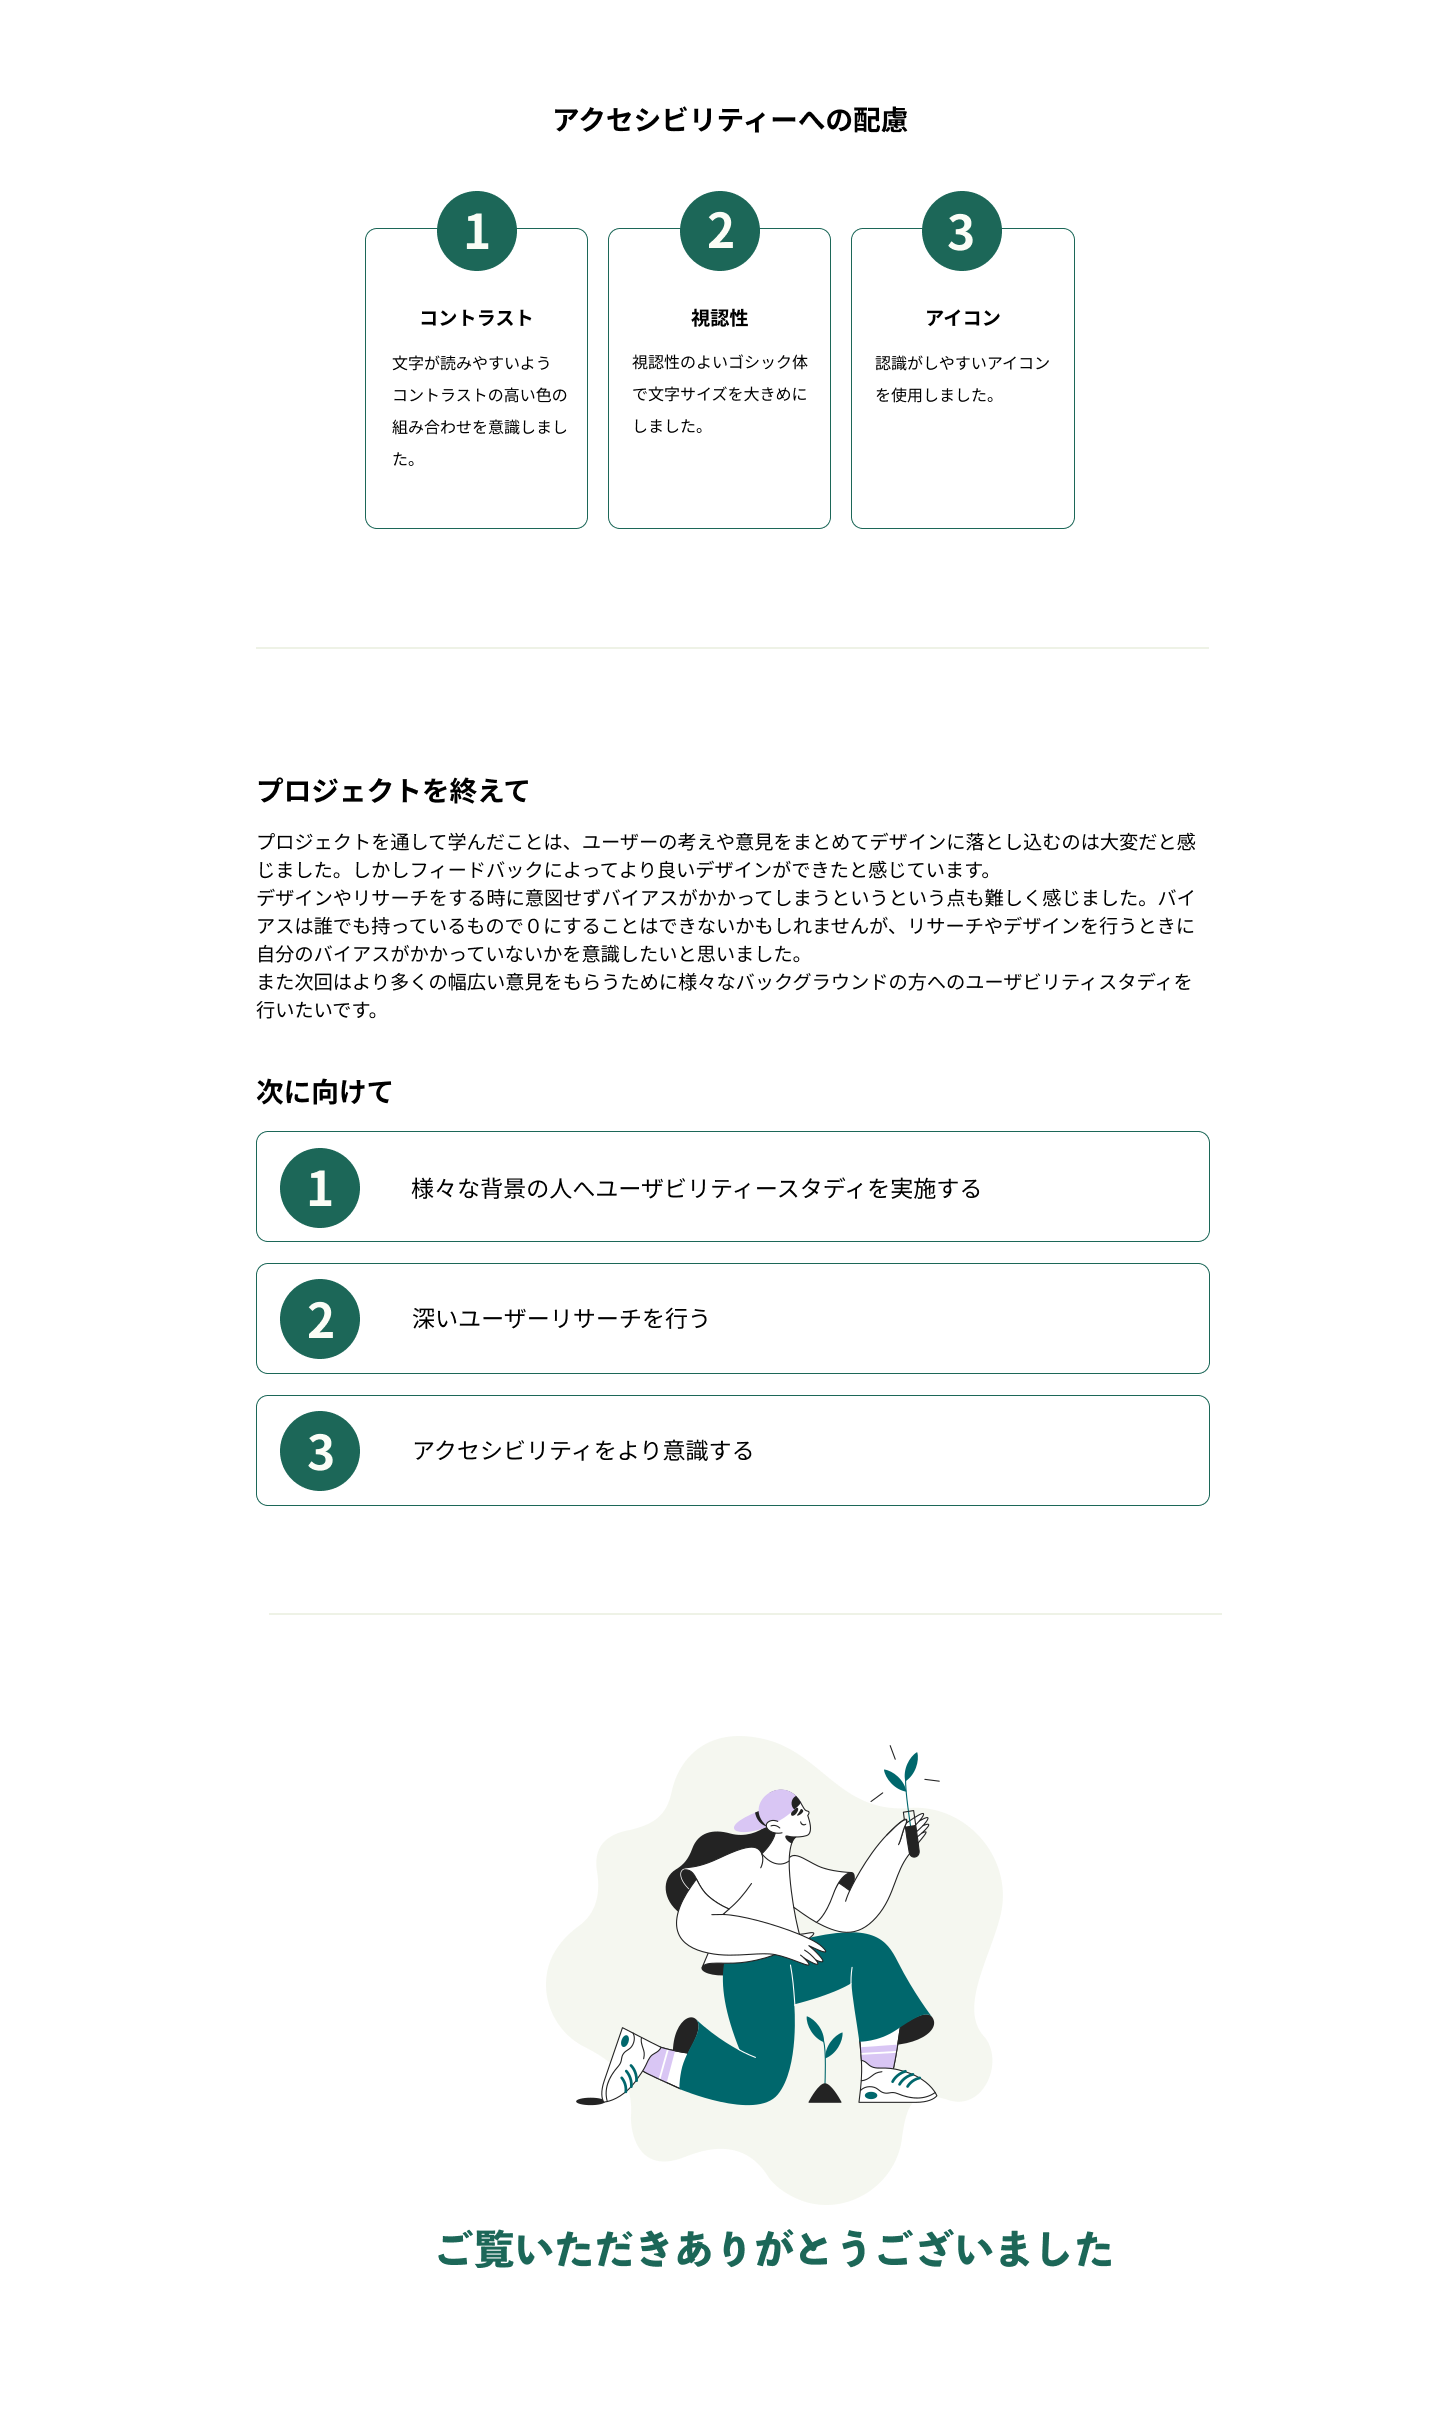 アクセシビリティーへの配慮
1
コントラスト
文字が読みやすいよう
コントラストの高い色の
組み合わせを意識しまし
た。
2
視認性
視認性のよいゴシック体
で文字サイズを大きめに
しました。
3
アイコン
認識がしやすいアイコン
を使用しました。
プロジェクトを終えて
プロジェクトを通して学んだことは、ユーザーの考えや意見をまとめてデザインに落とし込むのは大変だと感
じました。しかしフィードバックによってより良いデザインができたと感じています。
デザインやリサーチをする時に意図せずバイアスがかかってしまうというという点も難しく感じました。バイ
アスは誰でも持っているもので０にすることはできないかもしれませんが、リサーチやデザインを行うときに
自分のバイアスがかかっていないかを意識したいと思いました。
また次回はより多くの幅広い意見をもらうために様々なバックグラウンドの方へのユーザビリティスタディを
行いたいです。
次に向けて
1
様々な背景の人へユーザビリティースタディを実施する
2
深いユーザーリサーチを行う
3
アクセシビリティをより意識する
ご覧いただきありがとうございました